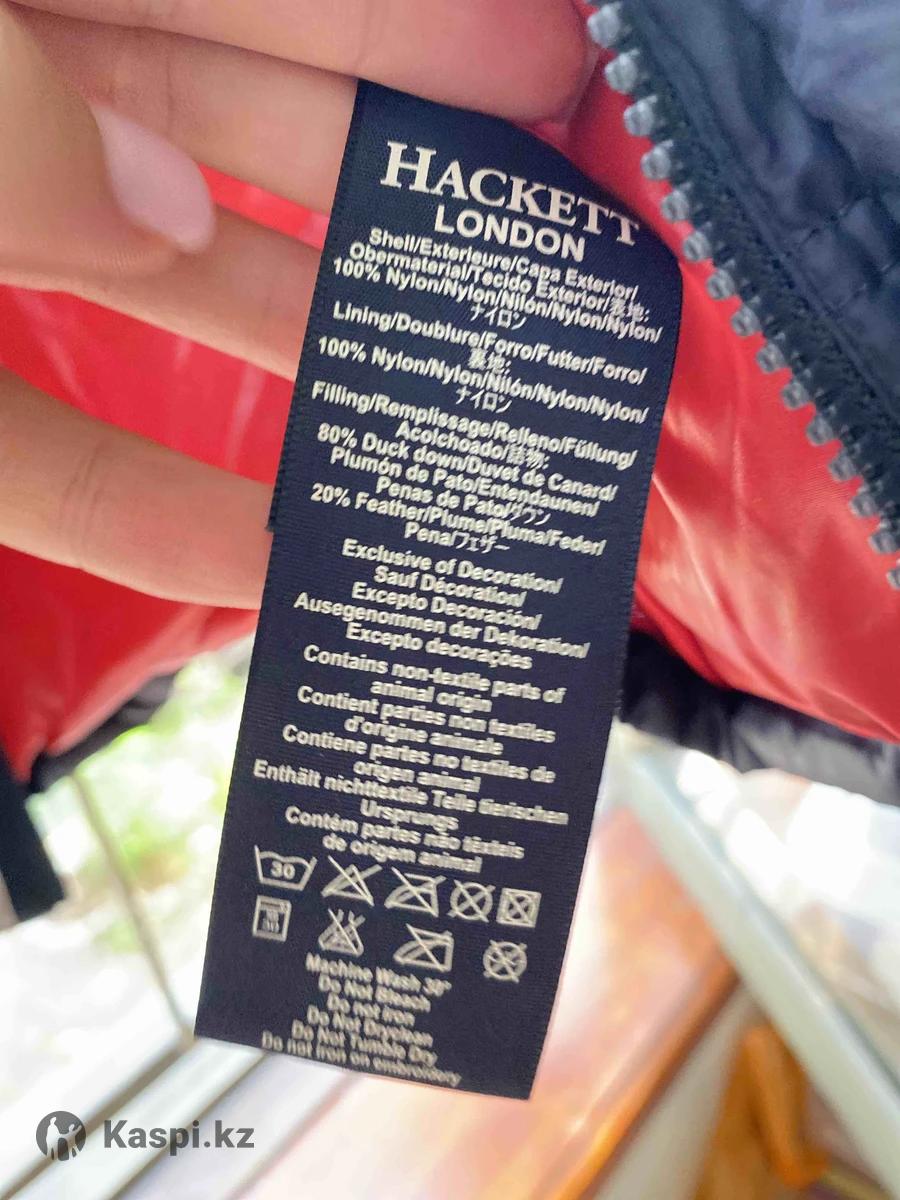 HACKETT
LONDON
Shell/Exterieure/Capa Exterior/
Obermaterial/Tecido Exterior/表地:
100% Nylon/Nylon/Nilón/Nylon/Nylon/
ナイロン
Lining/Doublure/Forro/Futter/Forro/
裏地:
100% Nylon/Nylon/Nilón/Nylon/Nylon/
ナイロン
Filling/Remplissage/Relleno/Füllung/
Acolchoado/詰物:
80% Duck down/Duvet de Canard/
Plumón de Pato/Entendaunen/
Penas de Pato/ダウン
20% Feather/Plume/Pluma/Feder/
Pena/フェザー
Exclusive of Decoration/
Sauf Décoration/
Excepto Decoración/
Ausegenommen der Dekoration/
Excepto decorações
Contains non-textile parts of
animal origin
Contient parties non textiles
d'origine animale
Contiene partes no textiles de
origen animal
Enthält nichttextile Teile tierischen
Ursprungs
Contém partes não têxteis
de origem animal
30
Machine Wash 30°
Do Not Bleach
Do not Iron
Do Not Dryclean
Do Not Tumble Dry
Do not iron on embroidery
Kaspi.kz